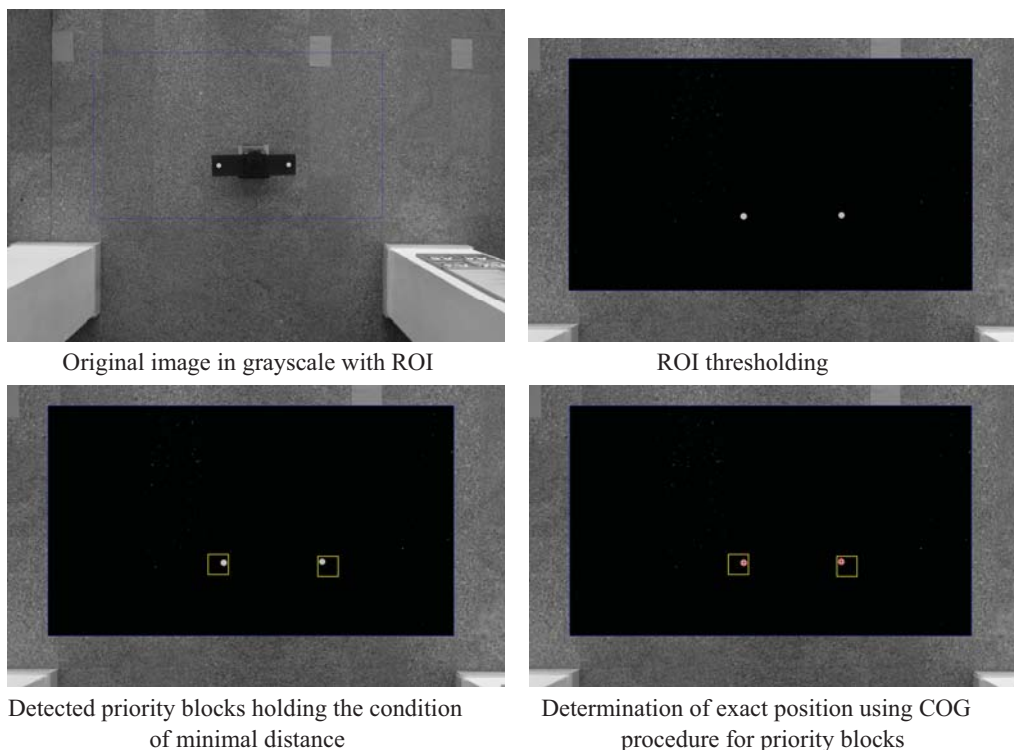 Original image in grayscale with ROI
ROI thresholding
Detected priority blocks holding the condition
of minimal distance
Determination of exact position using COG
procedure for priority blocks